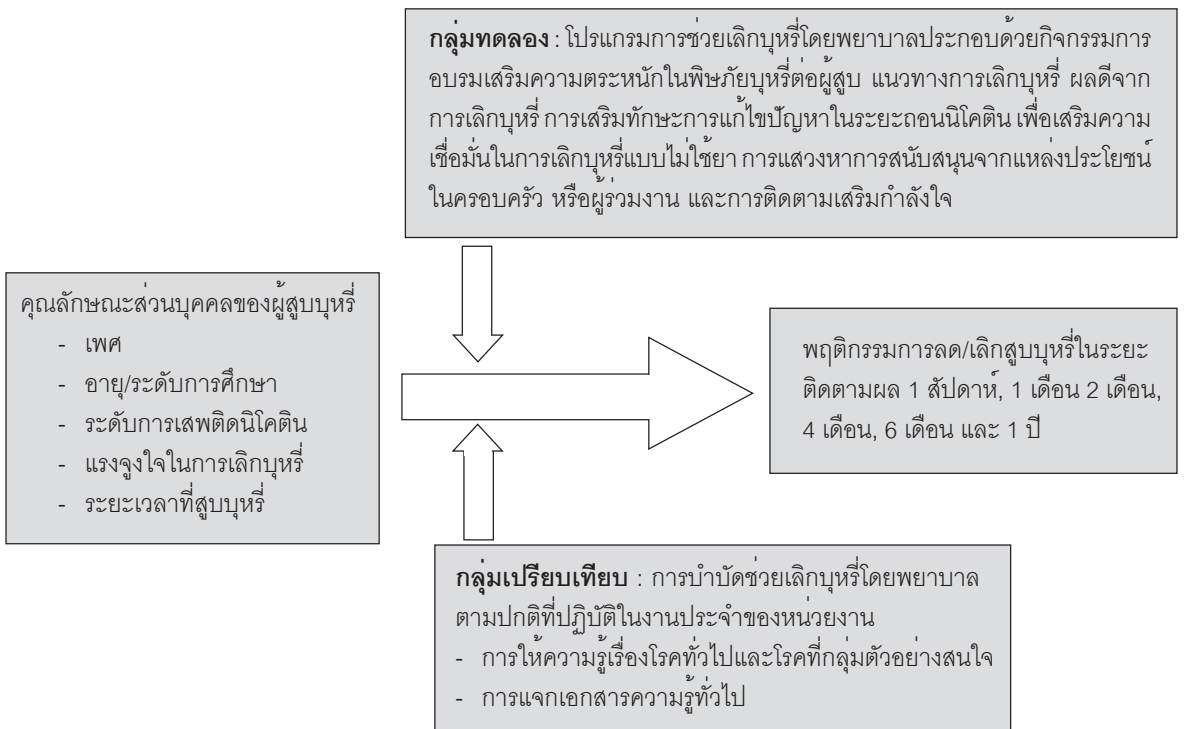 กลุ่มทดลอง : โปรแกรมการช่วยเลิกบุหรี่โดยพยาบาลประกอบด้วยกิจกรรมการ
อบรมเสริมความตระหนักในพิษภัยบุหรี่ต่อผู้สูบ แนวทางการเลิกบุหรี่ ผลดีจาก
การเลิกบุหรี่ การเสริมทักษะการแก้ไขปัญหาในระยะถอนนิโคติน เพื่อเสริมความ
เชื่อมั่นในการเลิกบุหรี่แบบไม่ใช้ยา การแสวงหาการสนับสนุนจากแหล่งประโยชน์
ในครอบครัว หรือผู้ร่วมงาน และการติดตามเสริมกำลังใจ
คุณลักษณะส่วนบุคคลของผู้สูบบุหรี่
- เพศ
- อายุ/ระดับการศึกษา
- ระดับการเสพติดนิโคติน
- แรงจูงใจในการเลิกบุหรี่
- ระยะเวลาที่สูบบุหรี่
พฤติกรรมการลด/เลิกสูบบุหรี่ในระยะ
ติดตามผล 1 สัปดาห์, 1 เดือน 2 เดือน,
4 เดือน, 6 เดือน และ 1 ปี
กลุ่มเปรียบเทียบ : การบำบัดช่วยเลิกบุหรี่โดยพยาบาล
ตามปกติที่ปฏิบัติในงานประจำของหน่วยงาน
- การให้ความรู้เรื่องโรคทั่วไปและโรคที่กลุ่มตัวอย่างสนใจ
- การแจกเอกสารความรู้ทั่วไป